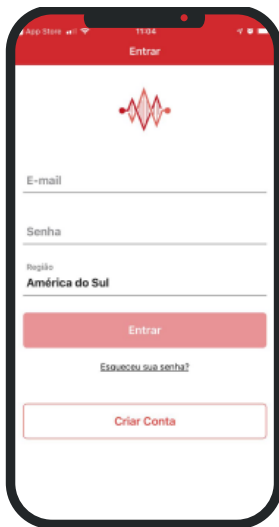 App Store 11:04
Entrar
E-mail
Senha
Região
América do Sul
Entrar
Esqueceu sua senha?
Criar Conta